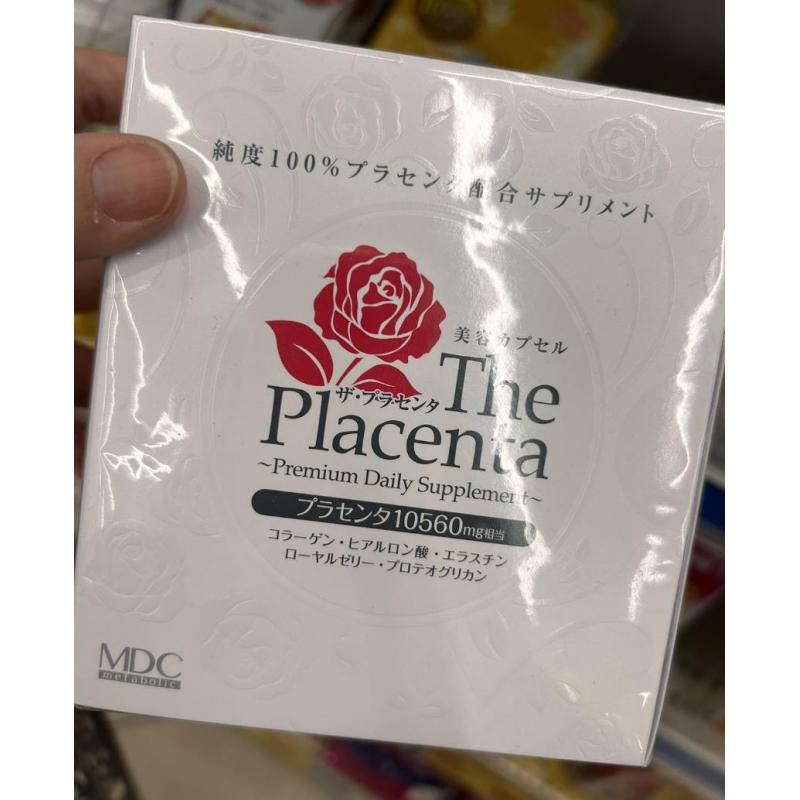 純度100%プラセンタ配合サプリメント
美容カプセル
The
ザ・プラセンタ
Placenta
~Premium Daily Supplement~
プラセンタ10560mg相当
コラーゲン・ヒアルロン酸・エラスチン
ローヤルゼリー・プロテオグリカン
MDC
metabolic